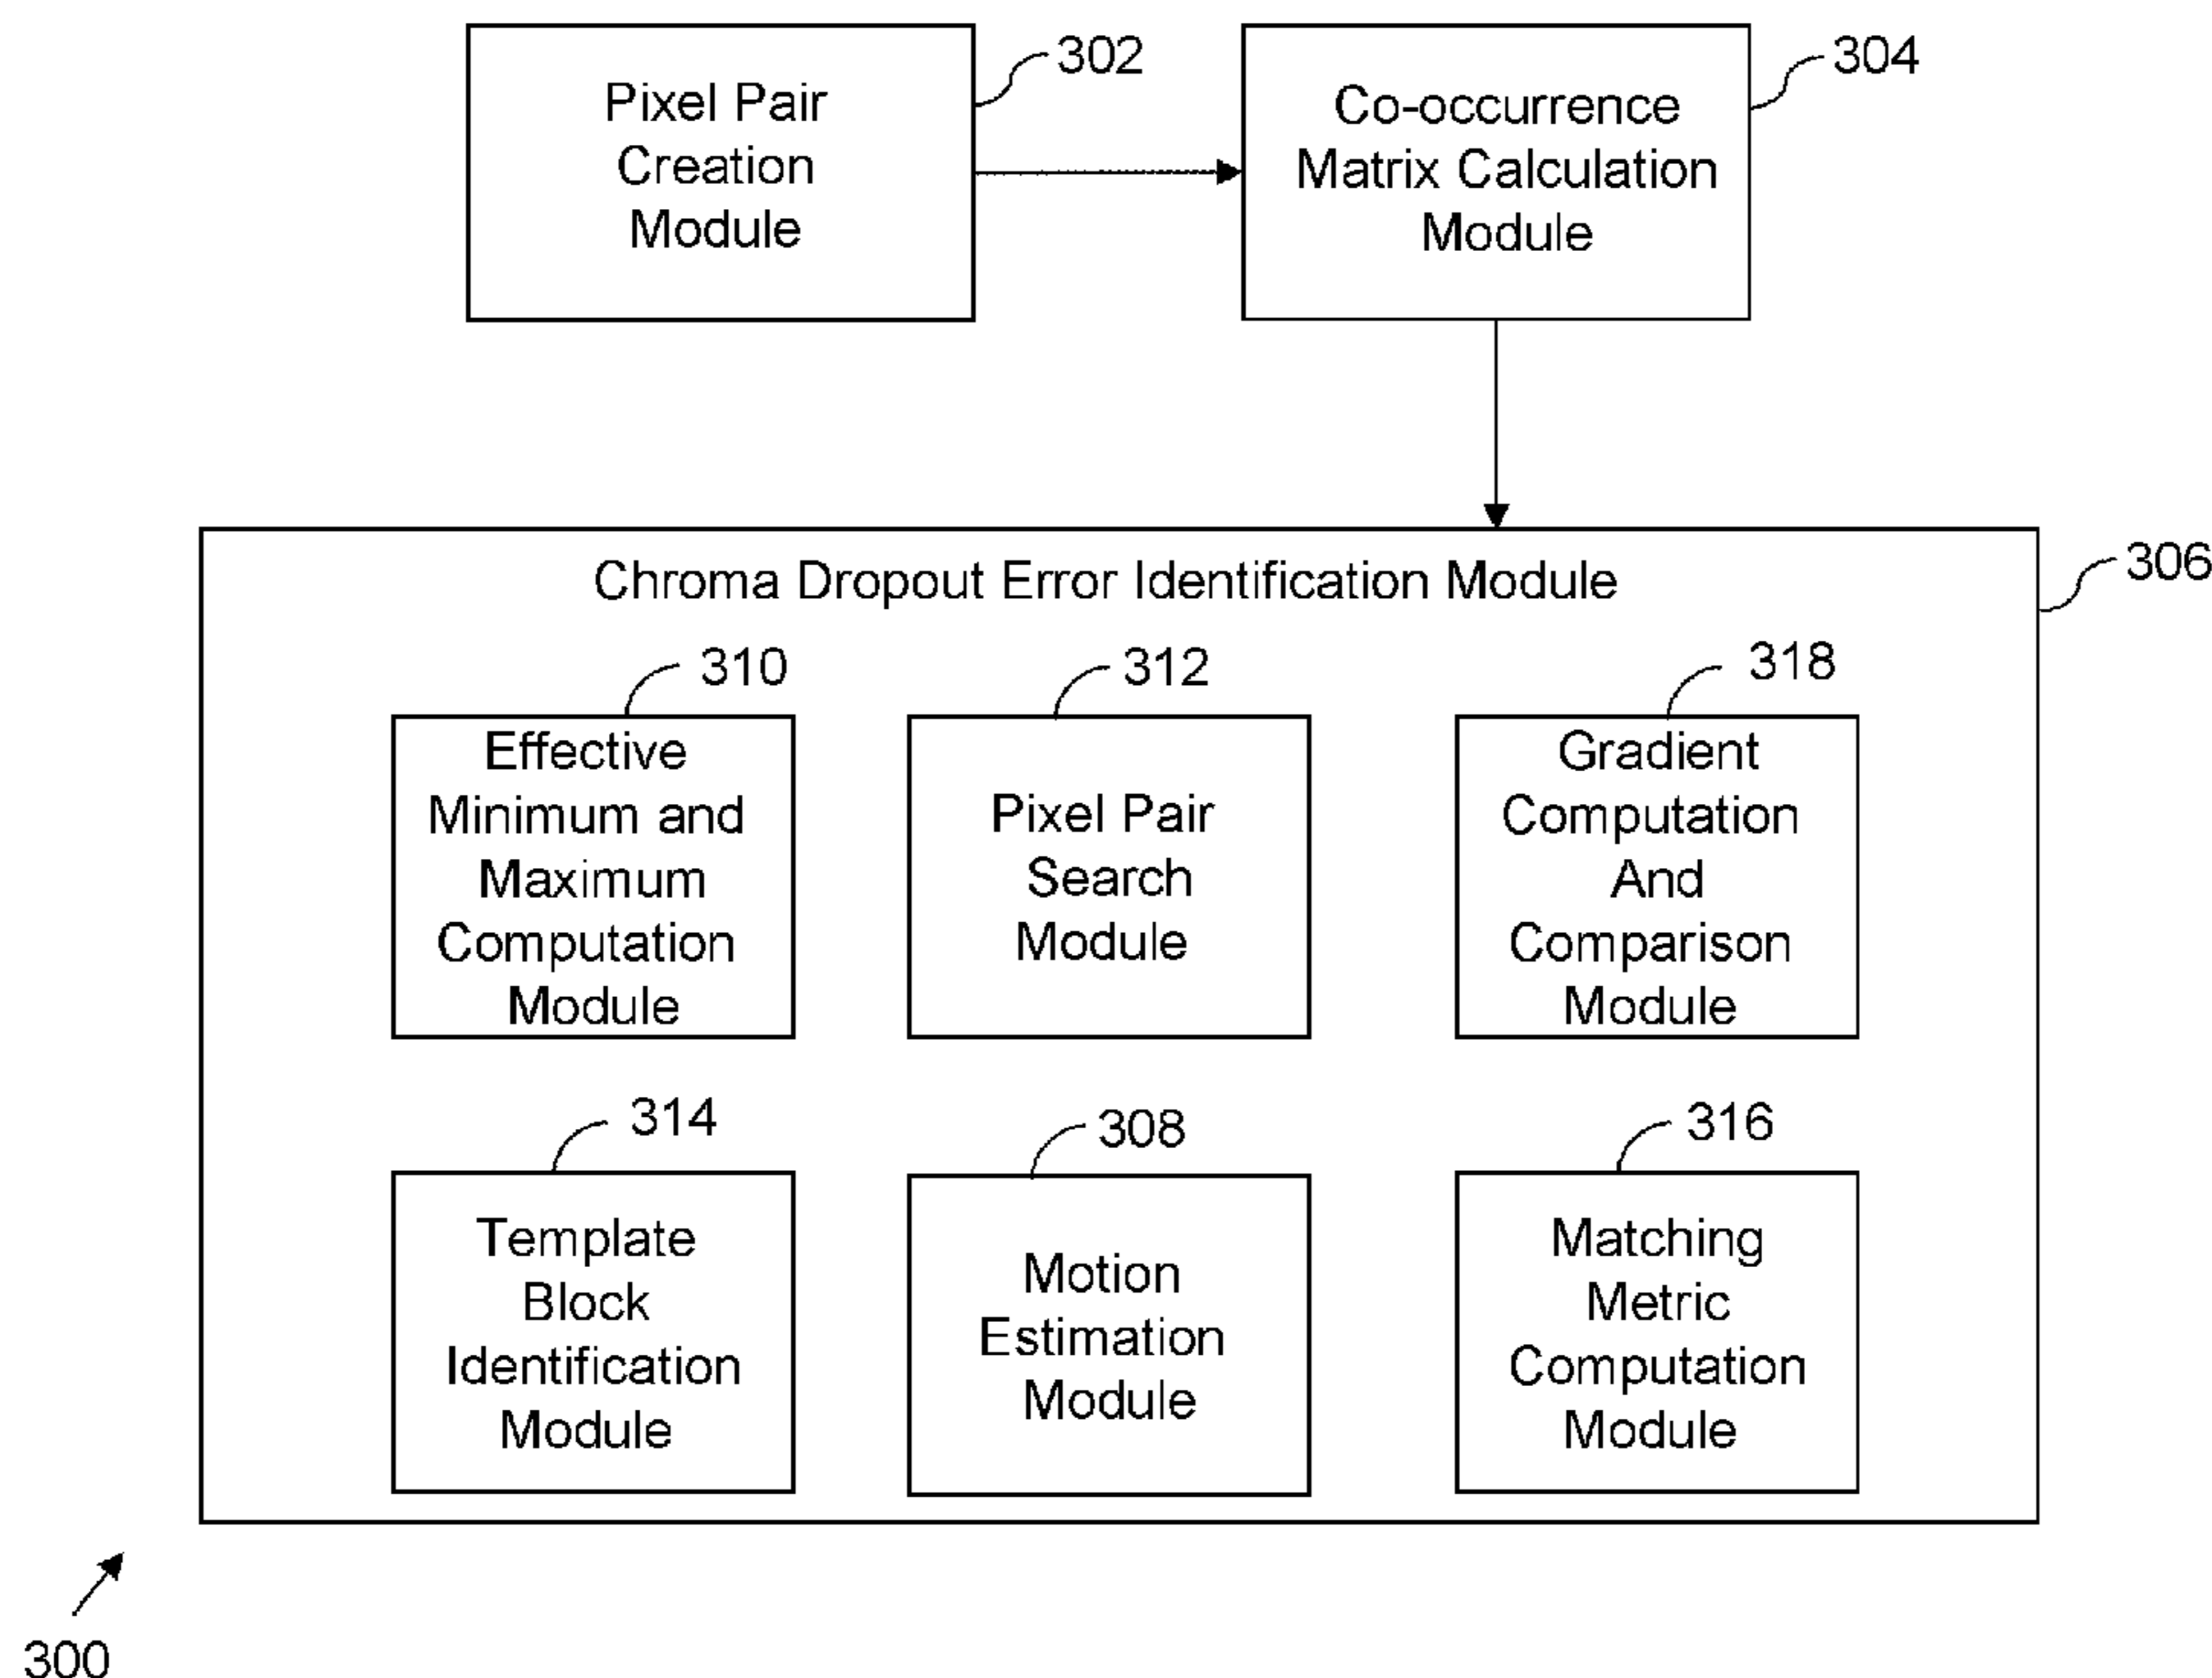 Pixel Pair
Creation
Module
302
Co-occurrence
Matrix Calculation
Module
304
Chroma Dropout Error Identification Module
306
310
Effective
Minimum and
Maximum
Computation
Module
312
Pixel Pair
Search
Module
318
Gradient
Computation
And
Comparison
Module
314
Template
Block
Identification
Module
308
Motion
Estimation
Module
316
Matching
Metric
Computation
Module
300